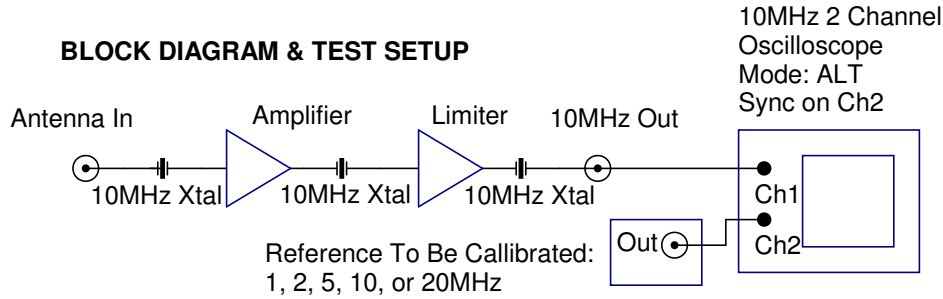 10MHz 2 Channel
Oscilloscope
Mode: ALT
Sync on Ch2
BLOCK DIAGRAM & TEST SETUP
Antenna In
Amplifier
Limiter
10MHz Out
10MHz Xtal
10MHz Xtal
10MHz Xtal
Ch1
Ch2
Out
Reference To Be Callibrated:
1, 2, 5, 10, or 20MHz